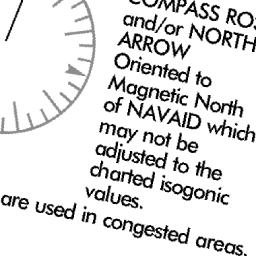 COMPASS ROS
and/or NORTH
ARROW
Oriented to
Magnetic North
of NAVAID which
may not be
adjusted to the
charted isogonic
values.
are used in congested areas.